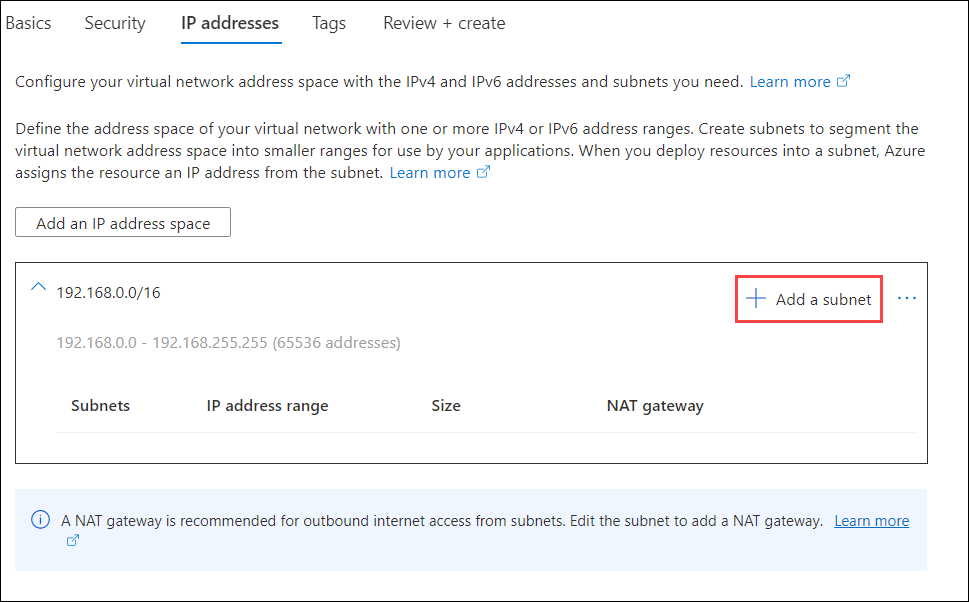 Basics Security IP addresses Tags Review + create
Configure your virtual network address space with the IPv4 and IPv6 addresses and subnets you need. Learn more
Define the address space of your virtual network with one or more IPv4 or IPv6 address ranges. Create subnets to segment the
virtual network address space into smaller ranges for use by your applications. When you deploy resources into a subnet, Azure
assigns the resource an IP address from the subnet. Learn more
Add an IP address space
192.168.0.0/16
Add a subnet
192.168.0.0 - 192.168.255.255 (65536 addresses)
Subnets IP address range Size NAT gateway
A NAT gateway is recommended for outbound internet access from subnets. Edit the subnet to add a NAT gateway. Learn more